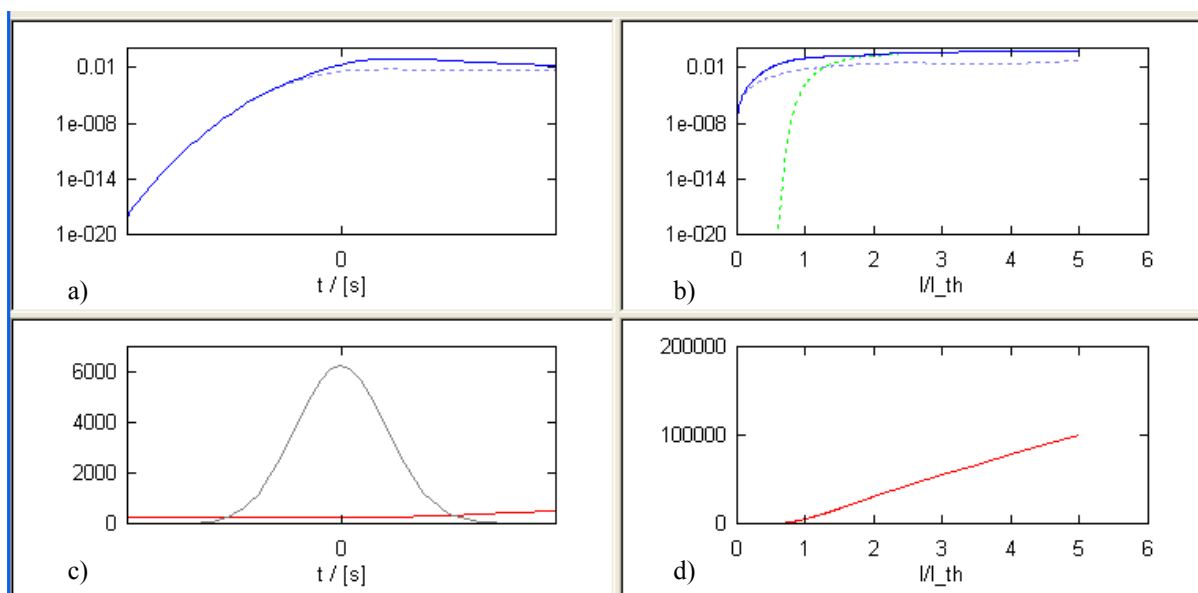 0.01
1e-008
1e-014
1e-020
0
t / [s]
a)
0.01
1e-008
1e-014
1e-020
0 1 2 3 4 5 6
I/I_th
b)
6000
4000
2000
0
0
t / [s]
c)
200000
100000
0
0 1 2 3 4 5 6
I/I_th
d)